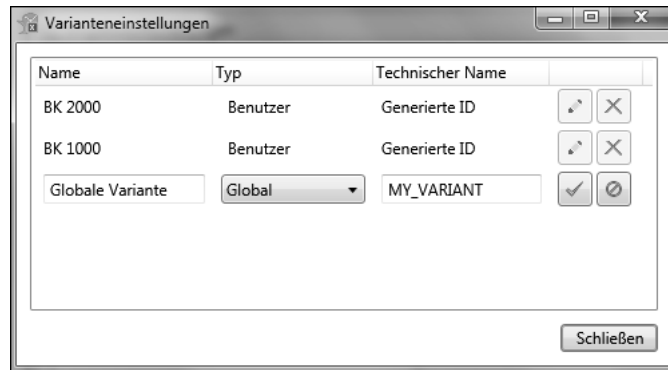 Varianteneinstellungen
Name Typ Technischer Name
BK 2000 Benutzer Generierte ID
BK 1000 Benutzer Generierte ID
Globale Variante Global MY_VARIANT
Schließen